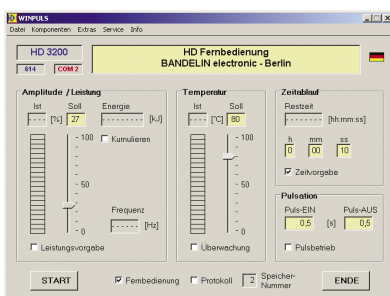 WINPULS
Datei Komponenten Extras Service Info
HD 3200
614 COM 2
HD Fernbedienung
BANDELIN electronic - Berlin
Amplitude / Leistung
Ist Soll Energie
---- [%] 27 -------- [kJ]
100
Kumulieren
50
Frequenz
----- [Hz]
0
Leistungsvorgabe
Temperatur
Ist Soll
---- [°C] 80
100
50
0
Überwachung
Zeitablauf
Restzeit
-------- [hh:mm:ss]
h mm ss
0 00 10
Zeitvorgabe
Pulsation
Puls-EIN Puls-AUS
0,5 [s] 0,5
Pulsbetrieb
START
Fernbedienung Protokoll 2 Speicher-
Nummer
ENDE